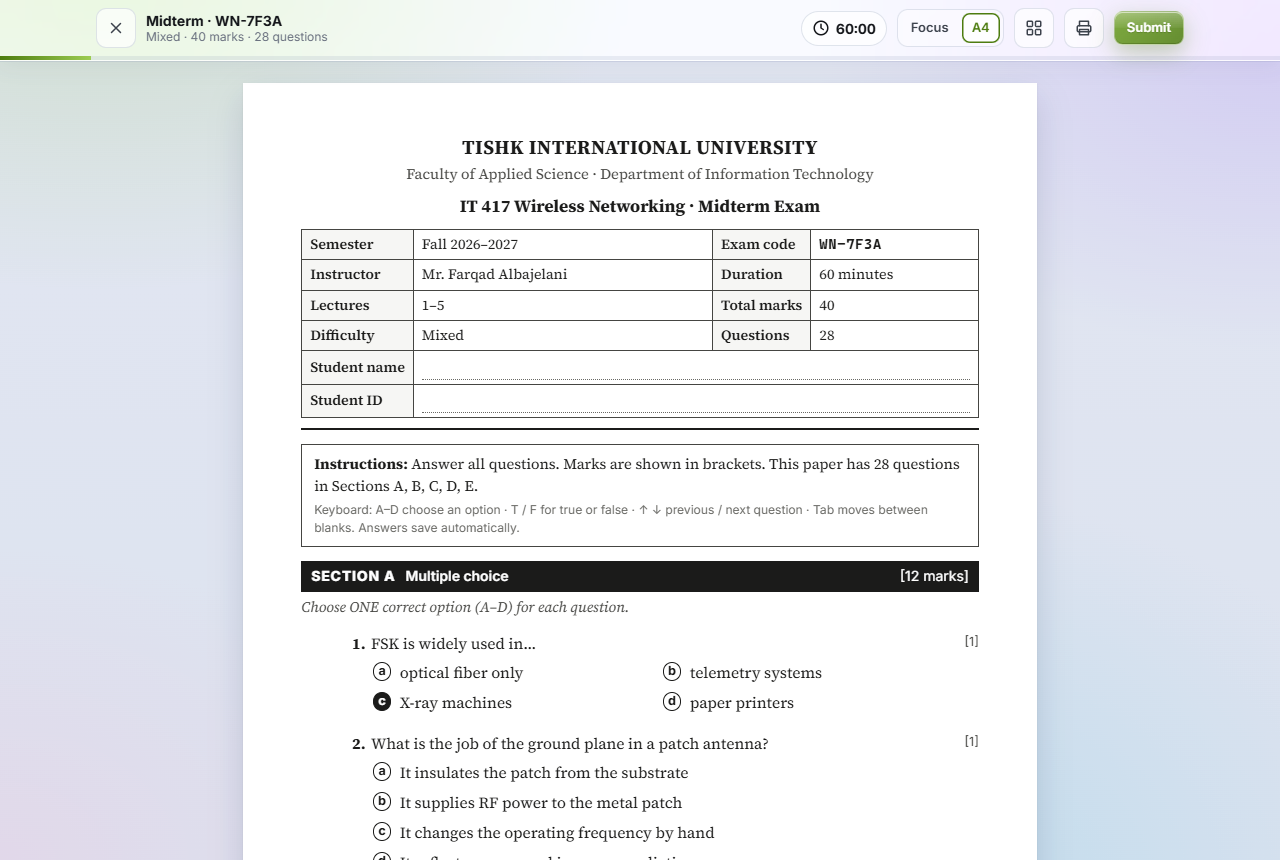 Midterm · WN-7F3A
Mixed · 40 marks · 28 questions
60:00
Focus
A4
Submit
TISHK INTERNATIONAL UNIVERSITY
Faculty of Applied Science · Department of Information Technology
IT 417 Wireless Networking · Midterm Exam
Semester Fall 2026–2027 Exam code WN-7F3A
Instructor Mr. Farqad Albajelani Duration 60 minutes
Lectures 1–5 Total marks 40
Difficulty Mixed Questions 28
Student name
Student ID
Instructions: Answer all questions. Marks are shown in brackets. This paper has 28 questions
in Sections A, B, C, D, E.
Keyboard: A–D choose an option · T / F for true or false · ↑ ↓ previous / next question · Tab moves between
blanks. Answers save automatically.
SECTION A Multiple choice [12 marks]
Choose ONE correct option (A–D) for each question.
1. FSK is widely used in... [1]
a optical fiber only b telemetry systems
c X-ray machines d paper printers
2. What is the job of the ground plane in a patch antenna? [1]
a It insulates the patch from the substrate
b It supplies RF power to the metal patch
c It changes the operating frequency by hand
d